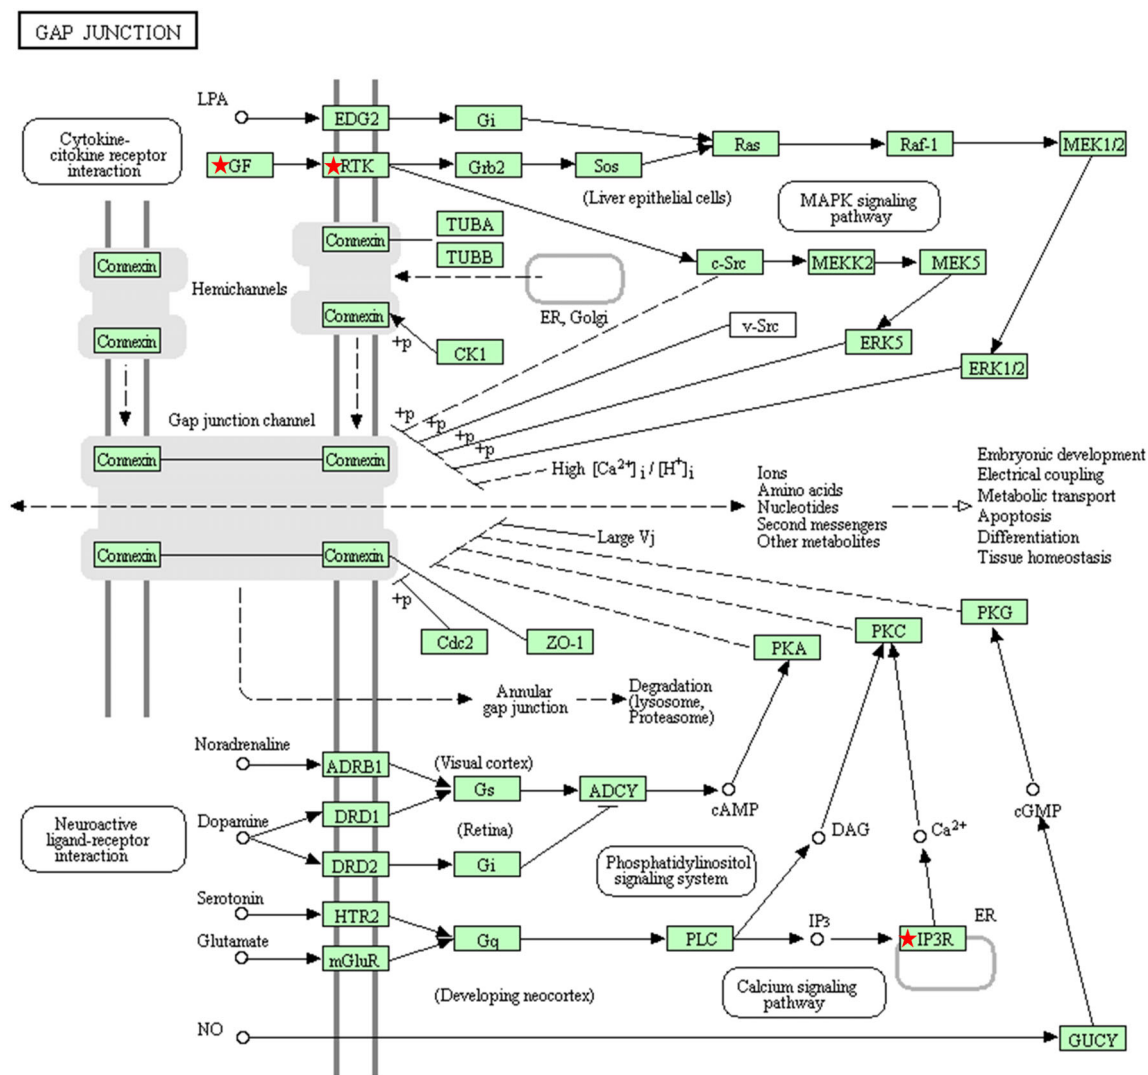 GAP JUNCTION
LPA
EDG2
Gi
Ras
Raf-1
MEK1/2
Cytokine-
citokine receptor
interaction
GF
RTK
Grb2
Sos
(Liver epithelial cells)
MAPK signaling
pathway
Connexin
TUBA
TUBB
Connexin
Hemichannels
c-Src
MEKK2
MEK5
ER, Golgi
Connexin
Connexin
+p
CK1
v-Src
ERK5
ERK1/2
Gap junction channel
+p
+p
+p
+p
Connexin
Connexin
High [Ca2+]i / [H+]i
Ions
Amino acids
Nucleotides
Second messengers
Other metabolites
Embryonic development
Electrical coupling
Metabolic transport
Apoptosis
Differentiation
Tissue homeostasis
Large Vj
Connexin
Connexin
+p
Cdc2
ZO-1
PKA
PKC
PKG
Annular
gap junction
Degradation
(lysosome,
Proteasome)
Noradrenaline
ADRB1
(Visual cortex)
Gs
ADCY
cAMP
cGMP
Neuroactive
ligand-receptor
interaction
Dopamine
DRD1
(Retina)
DRD2
Gi
DAG
Ca2+
Phosphatidylinositol
signaling system
Serotonin
HTR2
Glutamate
mGluR
Gq
PLC
IP3
IP3R
ER
(Developing neocortex)
Calcium signaling
pathway
NO
GUCY